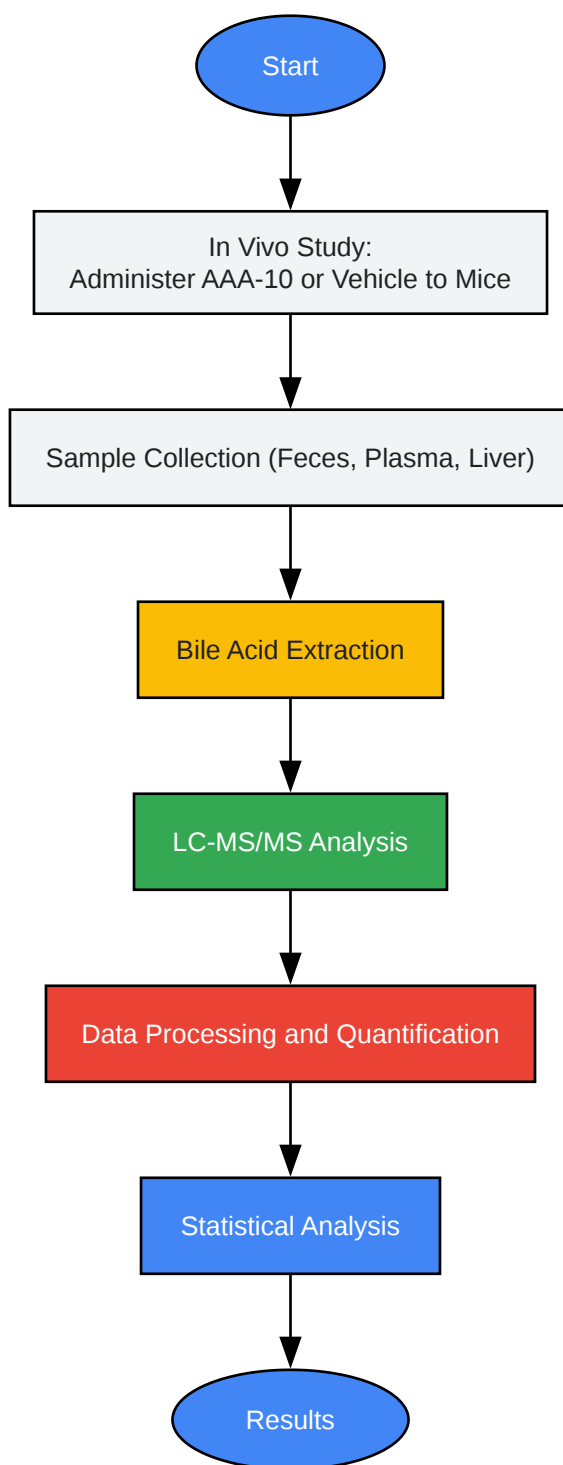 Start
In Vivo Study:
Administer AAA-10 or Vehicle to Mice
Sample Collection (Feces, Plasma, Liver)
Bile Acid Extraction
LC-MS/MS Analysis
Data Processing and Quantification
Statistical Analysis
Results